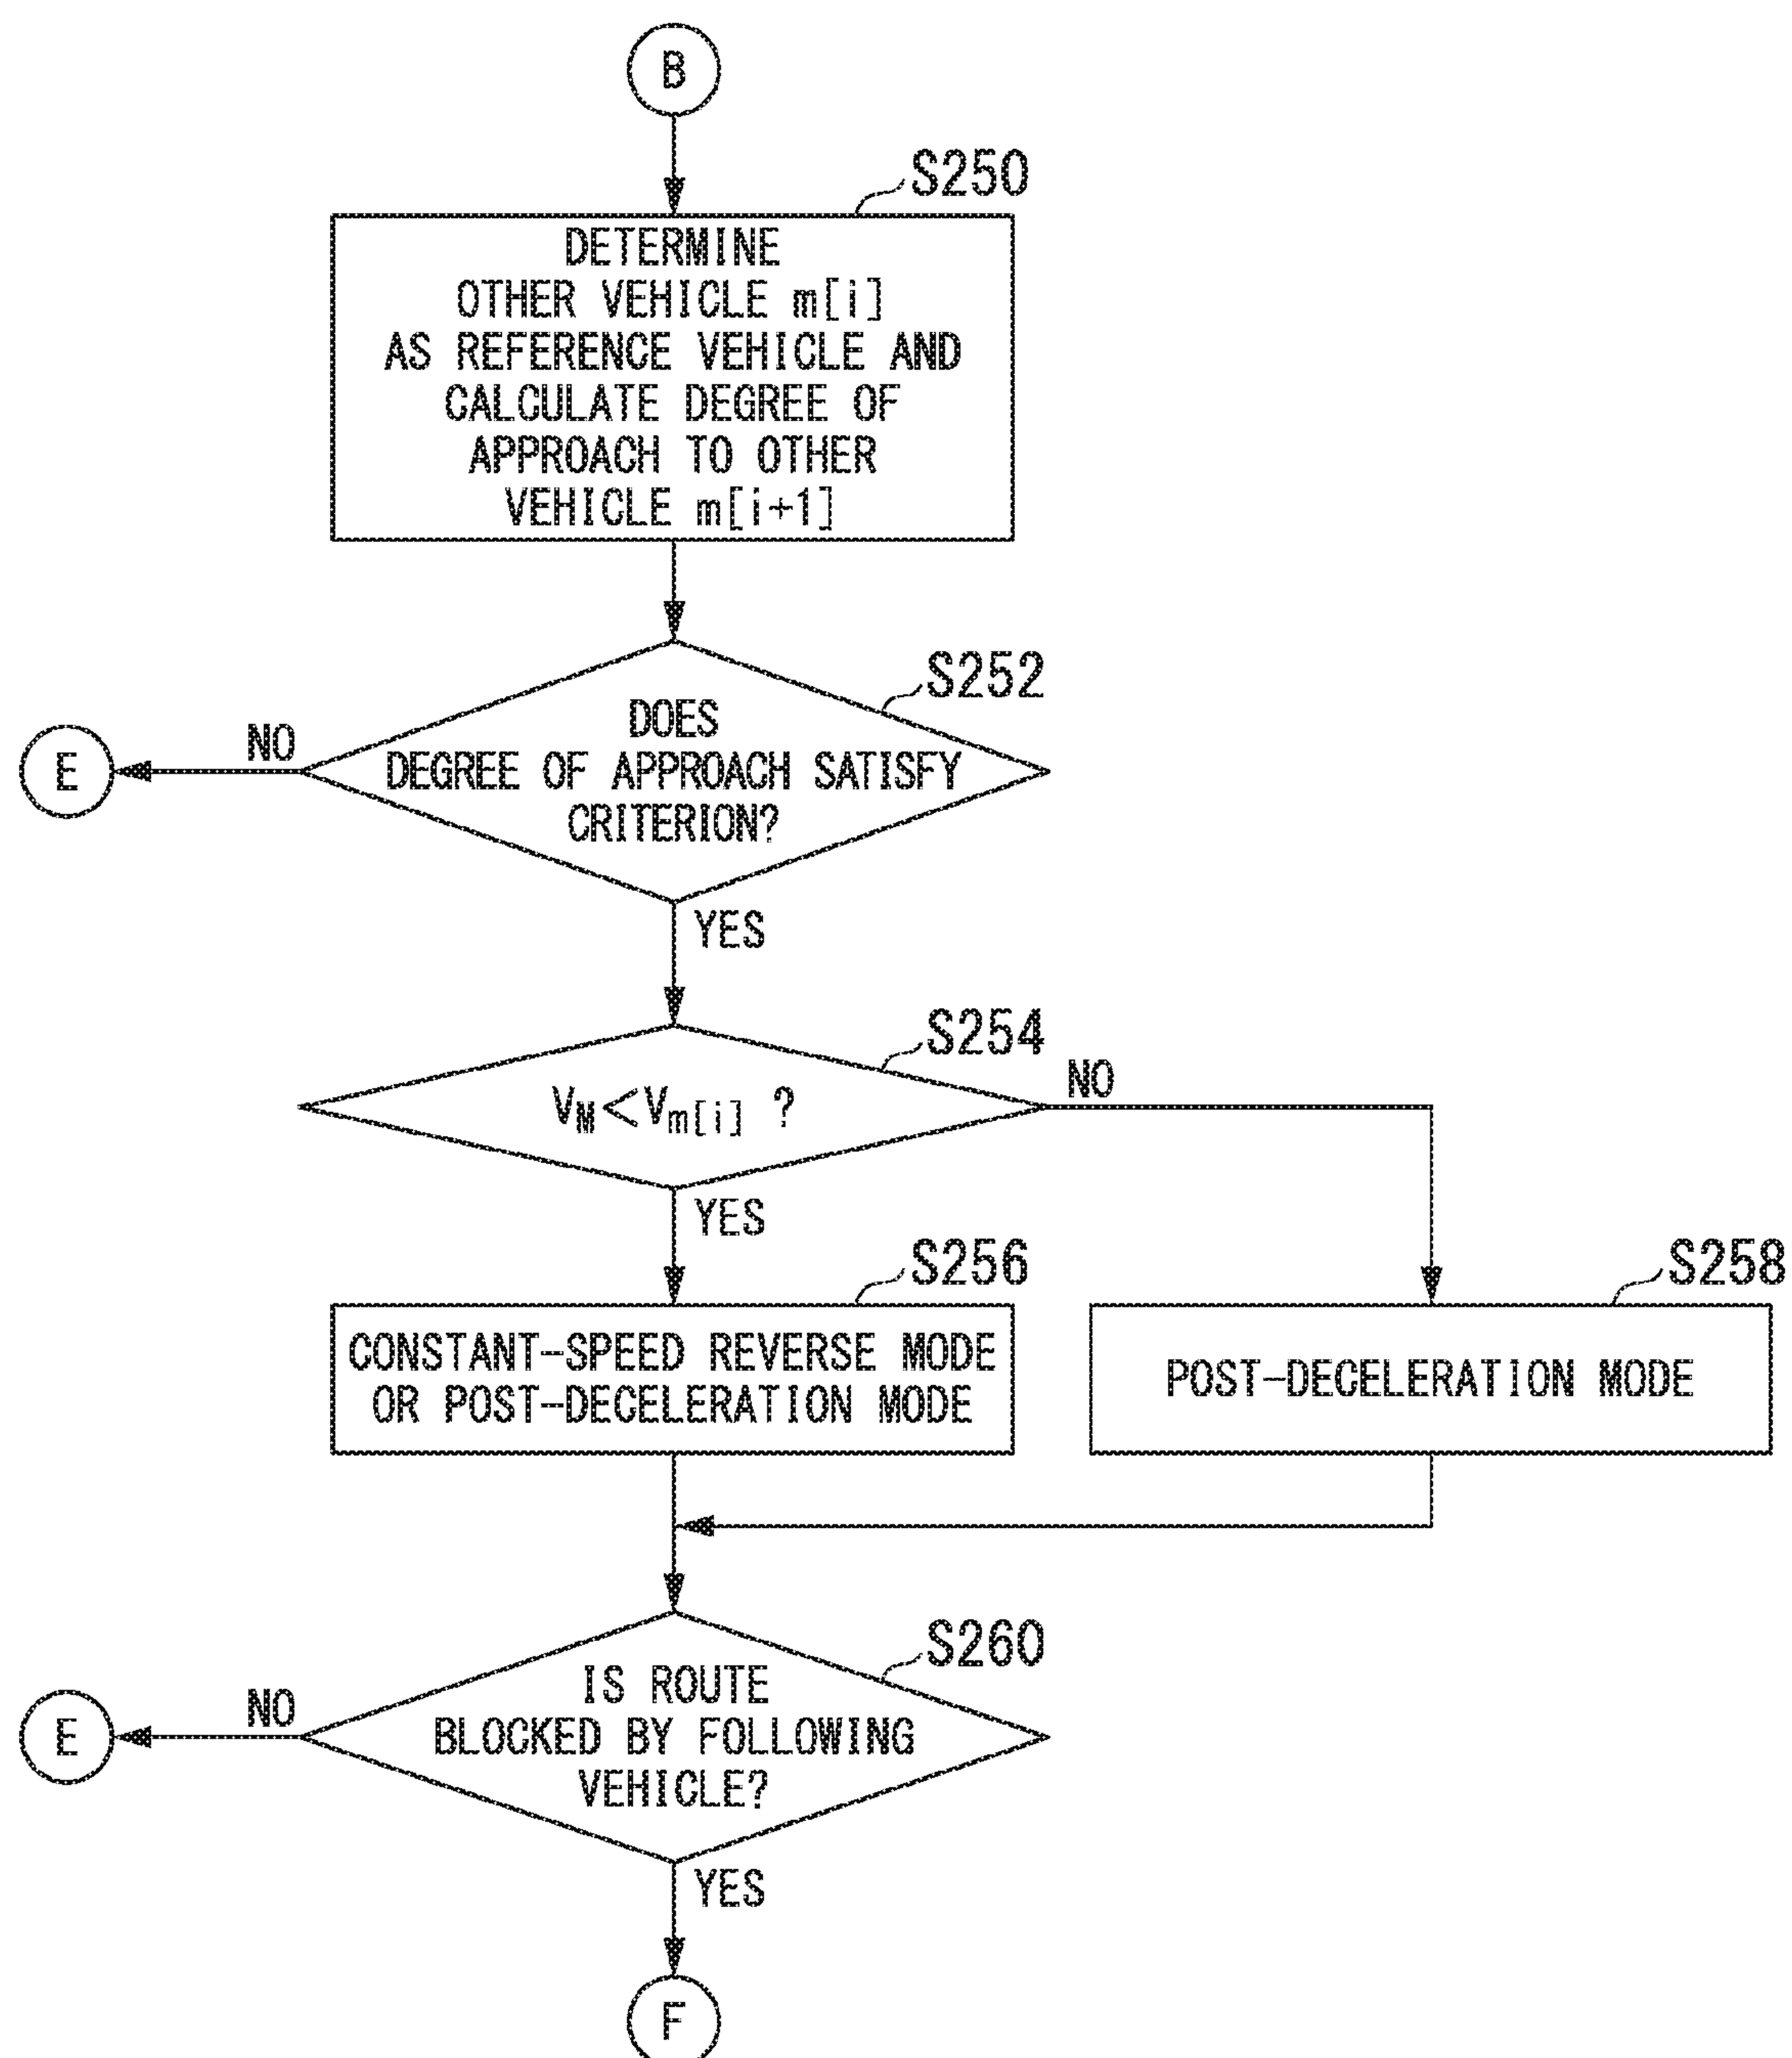 B
S250
DETERMINE
OTHER VEHICLE m[i]
AS REFERENCE VEHICLE AND
CALCULATE DEGREE OF
APPROACH TO OTHER
VEHICLE m[i+1]
S252
DOES
DEGREE OF APPROACH SATISFY
CRITERION?
NO
E
YES
S254
VM<Vm[i] ?
NO
YES
S256
CONSTANT-SPEED REVERSE MODE
OR POST-DECELERATION MODE
S258
POST-DECELERATION MODE
S260
IS ROUTE
BLOCKED BY FOLLOWING
VEHICLE?
NO
E
YES
F